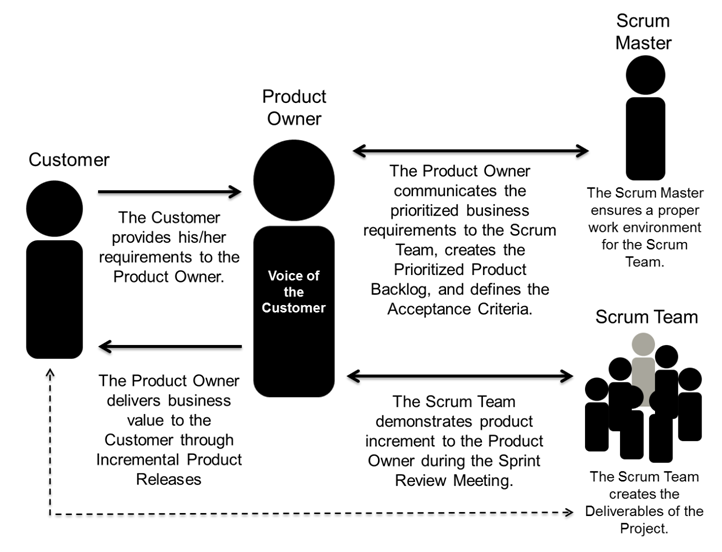 Scrum
Master
Product
Owner
Customer
The Customer
provides his/her
requirements to the
Product Owner.
Voice of
the
Customer
The Product Owner
communicates the
prioritized business
requirements to the Scrum
Team, creates the
Prioritized Product
Backlog, and defines the
Acceptance Criteria.
The Scrum Master
ensures a proper
work environment
for the Scrum
Team.
Scrum Team
The Product Owner
delivers business
value to the
Customer through
Incremental Product
Releases
The Scrum Team
demonstrates product
increment to the Product
Owner during the Sprint
Review Meeting.
The Scrum Team
creates the
Deliverables of the
Project.